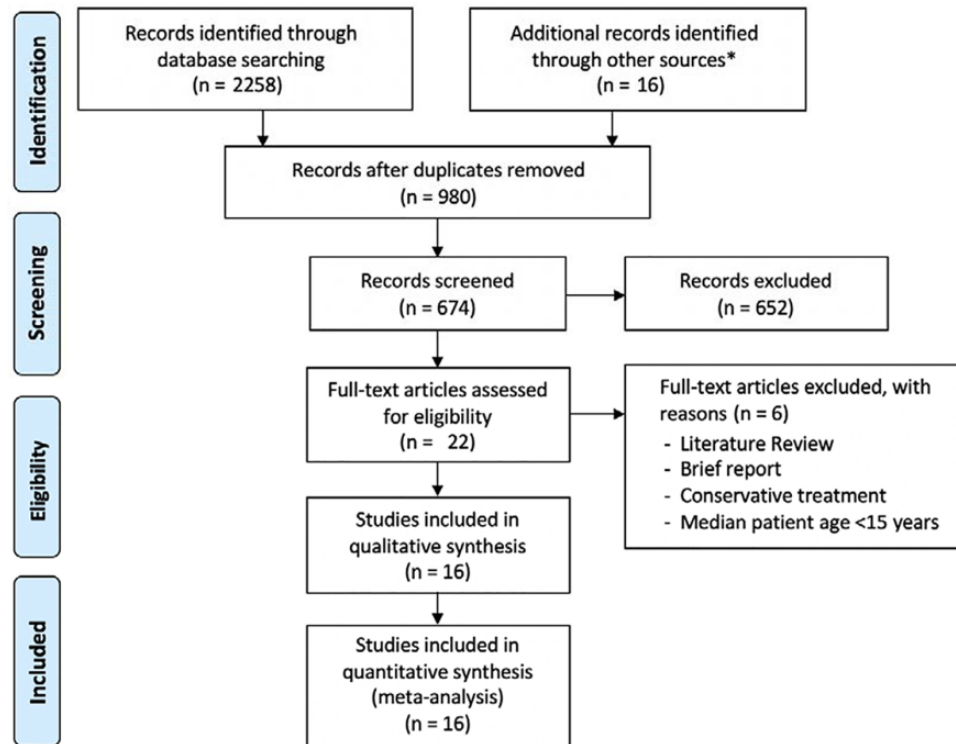 Identification
Records identified through
database searching
(n = 2258)
Additional records identified
through other sources*
(n = 16)
Records after duplicates removed
(n = 980)
Screening
Records screened
(n = 674)
Records excluded
(n = 652)
Eligibility
Full-text articles assessed
for eligibility
(n = 22)
Full-text articles excluded, with
reasons (n = 6)
- Literature Review
- Brief report
- Conservative treatment
- Median patient age <15 years
Studies included in
qualitative synthesis
(n = 16)
Included
Studies included in
quantitative synthesis
(meta-analysis)
(n = 16)